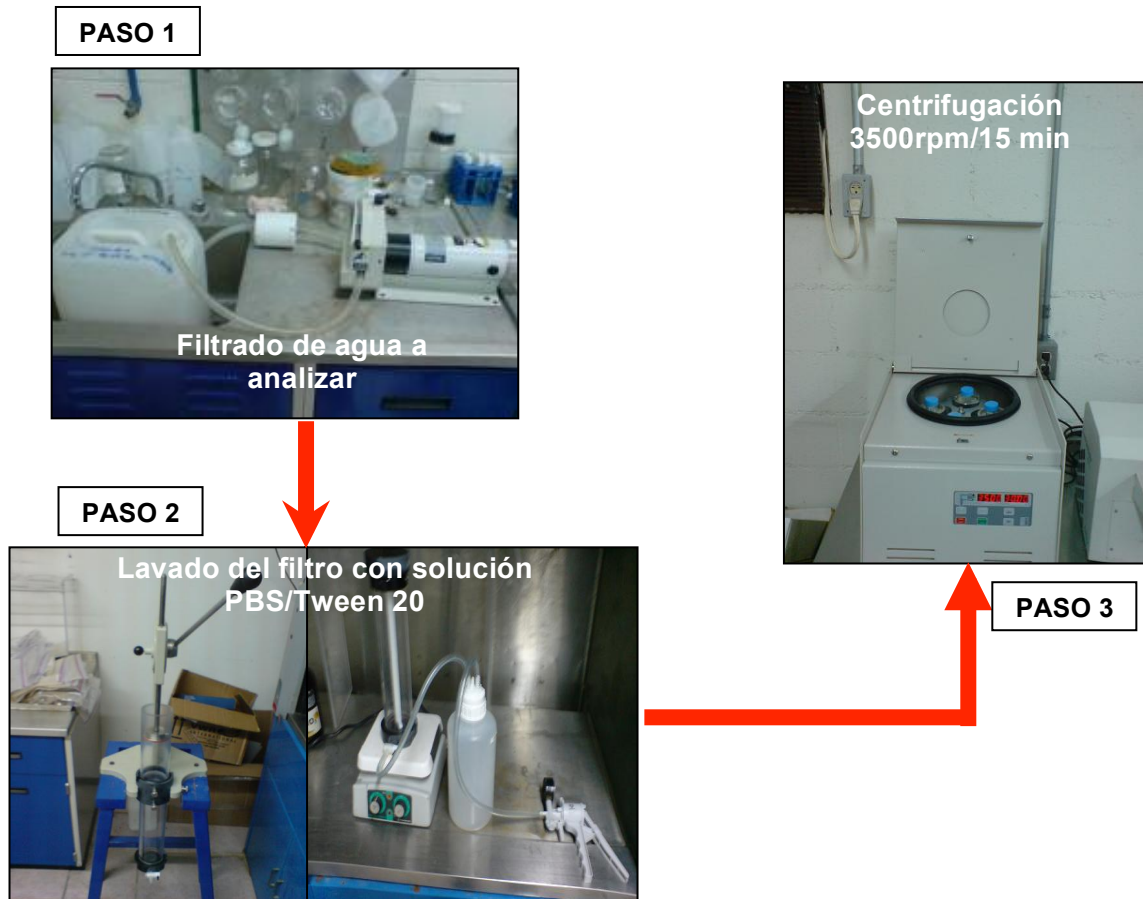 PASO 1
Filtrado de agua a
analizar
PASO 2
Lavado del filtro con solución
PBS/Tween 20
PASO 3
Centrifugación
3500rpm/15 min